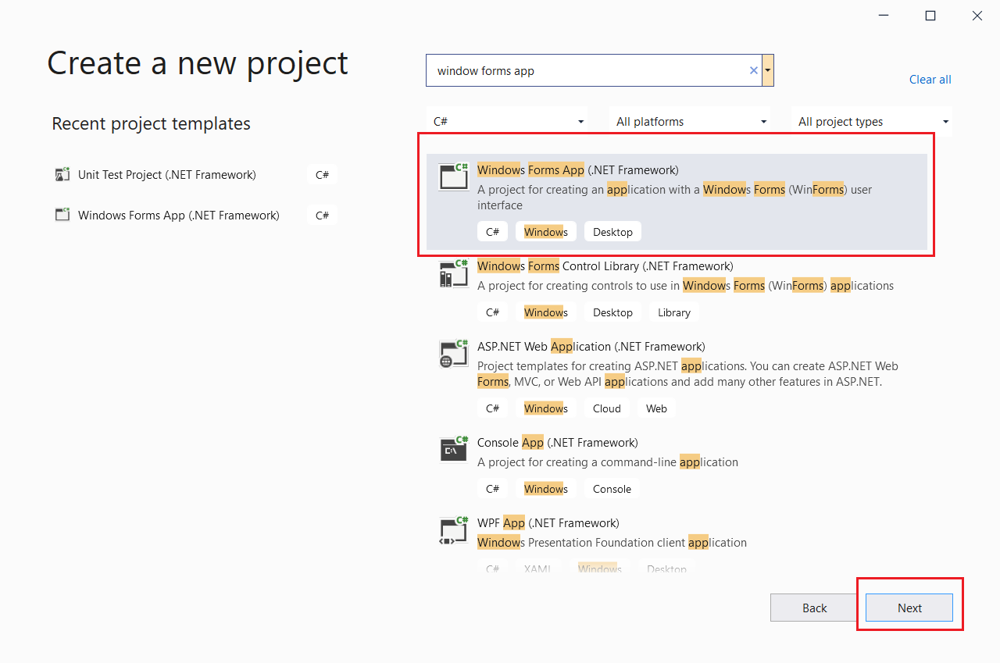 Create a new project
Recent project templates
Unit Test Project (.NET Framework)
C#
Windows Forms App (.NET Framework)
C#
window forms app
Clear all
C#
All platforms
All project types
C#
Windows Forms App (.NET Framework)
A project for creating an application with a Windows Forms (WinForms) user
interface
C# Windows Desktop
C#
Windows Forms Control Library (.NET Framework)
A project for creating controls to use in Windows Forms (WinForms) applications
C# Windows Desktop Library
C#
ASP.NET Web Application (.NET Framework)
Project templates for creating ASP.NET applications. You can create ASP.NET Web
Forms, MVC, or Web API applications and add many other features in ASP.NET.
C# Windows Cloud Web
C#
C:\
Console App (.NET Framework)
A project for creating a command-line application
C# Windows Console
C#
WPF App (.NET Framework)
Windows Presentation Foundation client application
C# XAML Windows Desktop
Back
Next